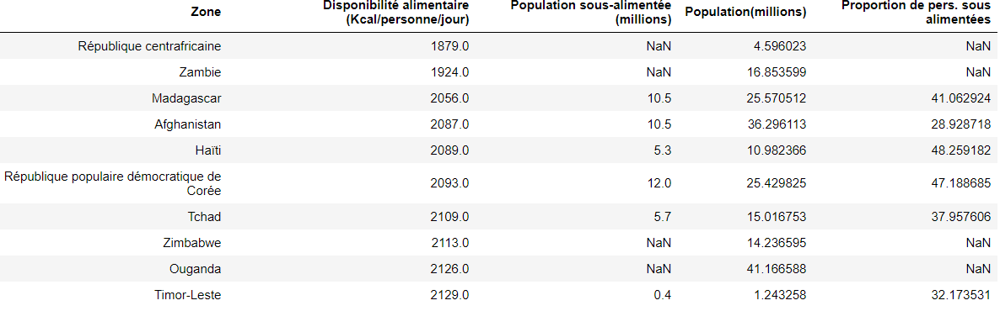 Zone Disponibilité alimentaire (Kcal/personne/jour) Population sous-alimentée (millions) Population(millions) Proportion de pers. sous alimentées
République centrafricaine 1879.0 NaN 4.596023 NaN
Zambie 1924.0 NaN 16.853599 NaN
Madagascar 2056.0 10.5 25.570512 41.062924
Afghanistan 2087.0 10.5 36.296113 28.928718
Haïti 2089.0 5.3 10.982366 48.259182
République populaire démocratique de Corée 2093.0 12.0 25.429825 47.188685
Tchad 2109.0 5.7 15.016753 37.957606
Zimbabwe 2113.0 NaN 14.236595 NaN
Ouganda 2126.0 NaN 41.166588 NaN
Timor-Leste 2129.0 0.4 1.243258 32.173531